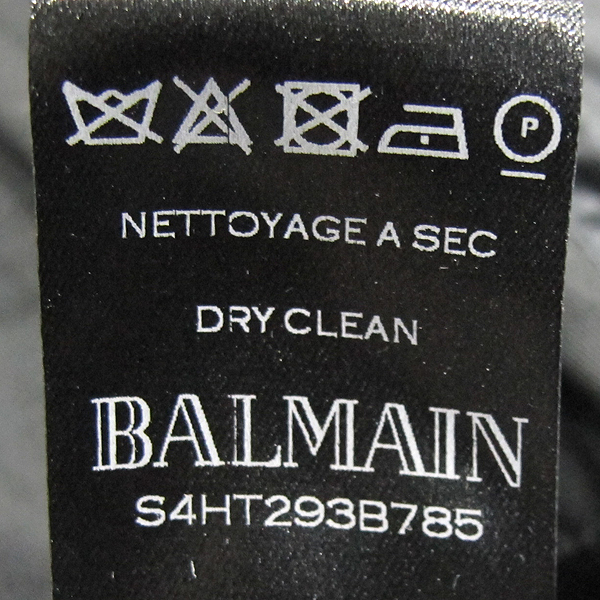 P
NETTOYAGE A SEC
DRY CLEAN
BALMAIN
S4HT293B785